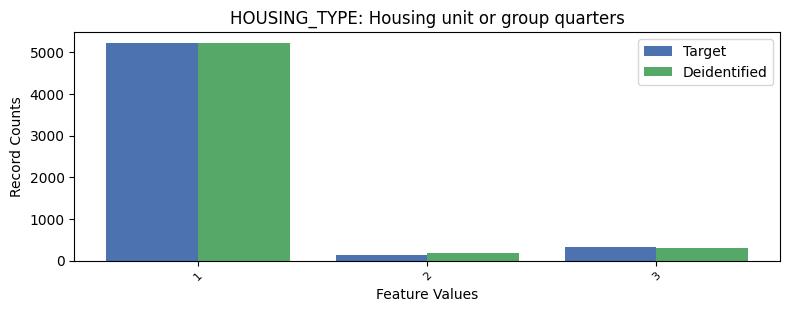 HOUSING_TYPE: Housing unit or group quarters
Target
Deidentified
Record Counts
5000
4000
3000
2000
1000
0
1
2
3
Feature Values